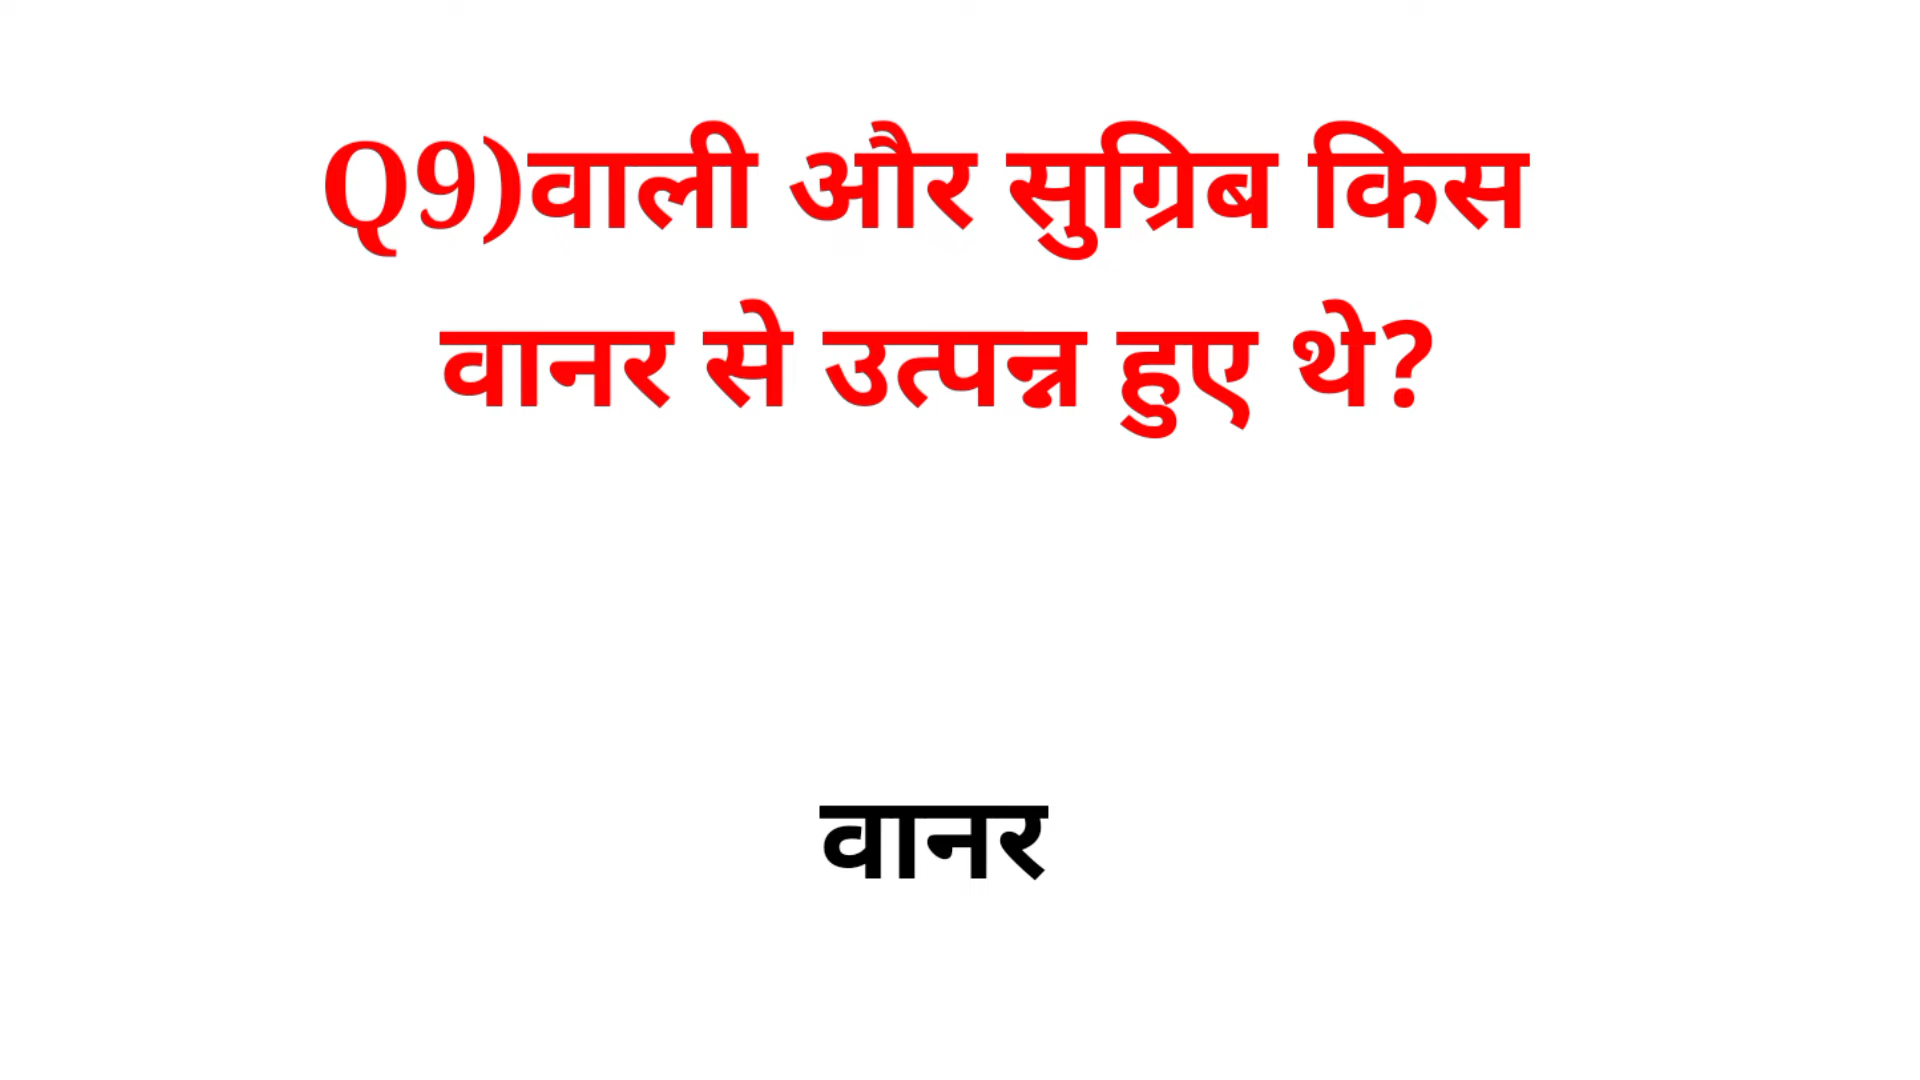 Q9)वाली और सुग्रिब किस
वानर से उत्पन्न हुए थे?
वानर